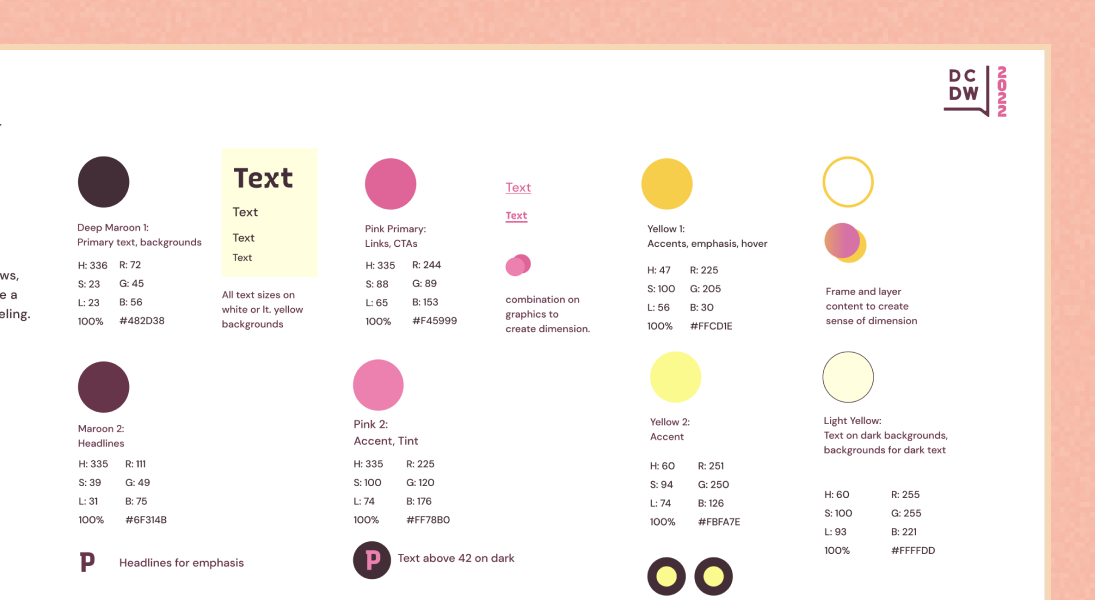 DC
DW
2022
ws,
e a
eling.
Deep Maroon 1:
Primary text, backgrounds
H: 336 R: 72
S: 23 G: 45
L: 23 B: 56
100% #482D38
Text
Text
Text
Text
All text sizes on
white or lt. yellow
backgrounds
Pink Primary:
Links, CTAs
H: 335 R: 244
S: 88 G: 89
L: 65 B: 153
100% #F45999
Text
Text
combination on
graphics to
create dimension.
Yellow 1:
Accents, emphasis, hover
H: 47 R: 225
S: 100 G: 205
L: 56 B: 30
100% #FFCD1E
Frame and layer
content to create
sense of dimension
Maroon 2:
Headlines
H: 335 R: 111
S: 39 G: 49
L: 31 B: 75
100% #6F314B
P Headlines for emphasis
Pink 2:
Accent, Tint
H: 335 R: 225
S: 100 G: 120
L: 74 B: 176
100% #FF78B0
P Text above 42 on dark
Yellow 2:
Accent
H: 60 R: 251
S: 94 G: 250
L: 74 B: 126
100% #FBFA7E
Light Yellow:
Text on dark backgrounds,
backgrounds for dark text
H: 60 R: 255
S: 100 G: 255
L: 93 B: 221
100% #FFFFDD